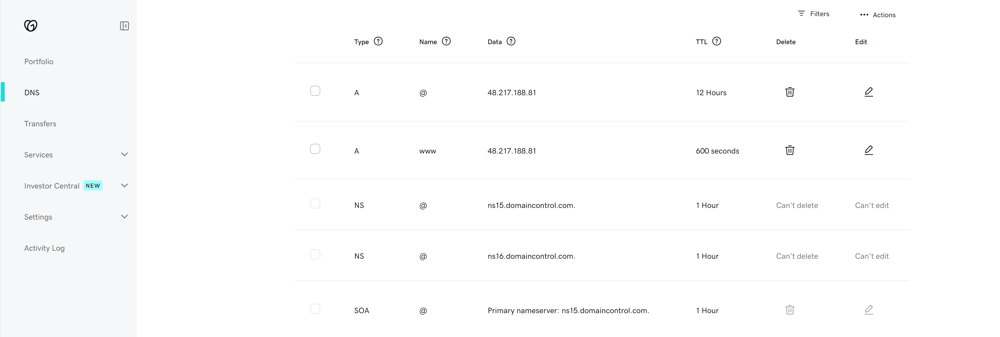 Filters
Actions
Type Name Data TTL Delete Edit
Portfolio
DNS
Transfers
Services
Investor Central NEW
Settings
Activity Log
A @ 48.217.188.81 12 Hours
A www 48.217.188.81 600 seconds
NS @ ns15.domaincontrol.com. 1 Hour Can't delete Can't edit
NS @ ns16.domaincontrol.com. 1 Hour Can't delete Can't edit
SOA @ Primary nameserver: ns15.domaincontrol.com. 1 Hour